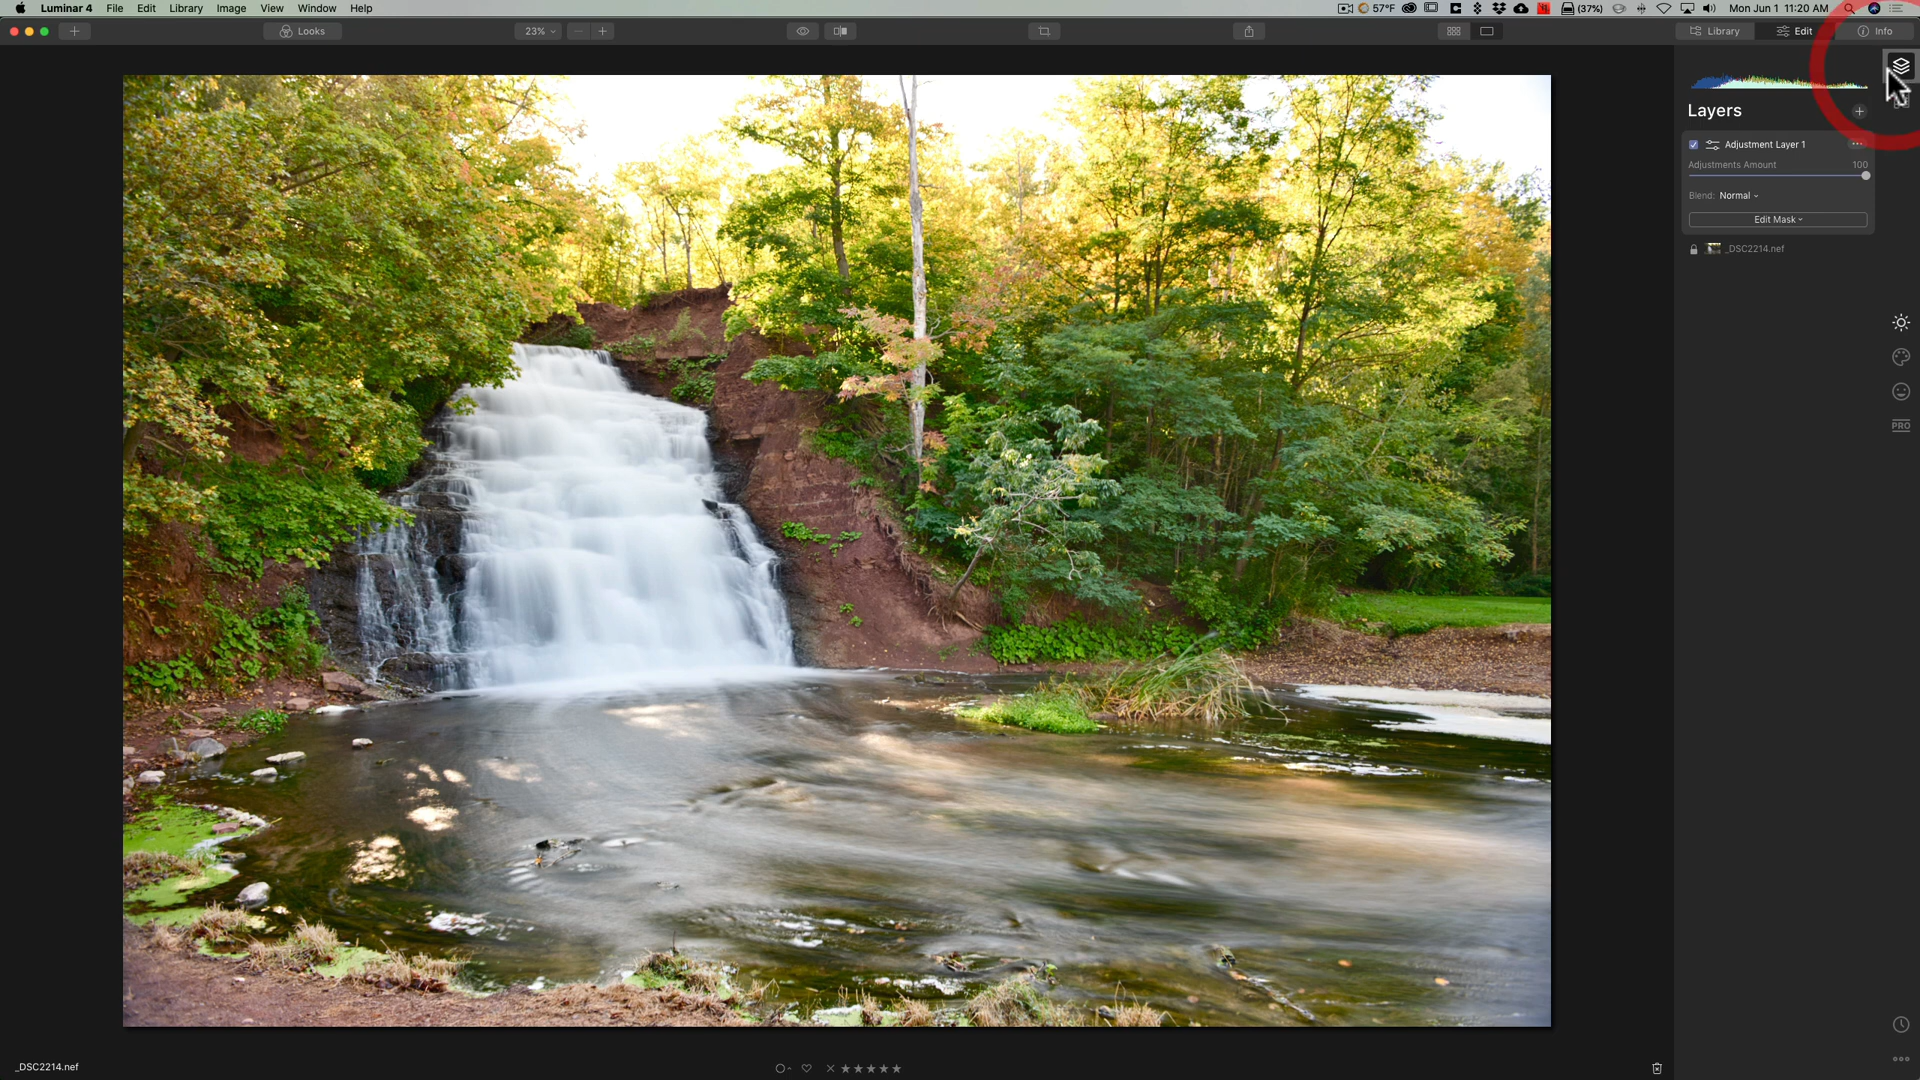 Luminar 4 File Edit Library Image View Window Help 57°F (37%) Mon Jun 1 11:20 AM
Looks 23% Library Edit Info
Layers
Adjustment Layer 1
Adjustments Amount 100
Blend: Normal
Edit Mask
_DSC2214.nef
PRO
_DSC2214.nef